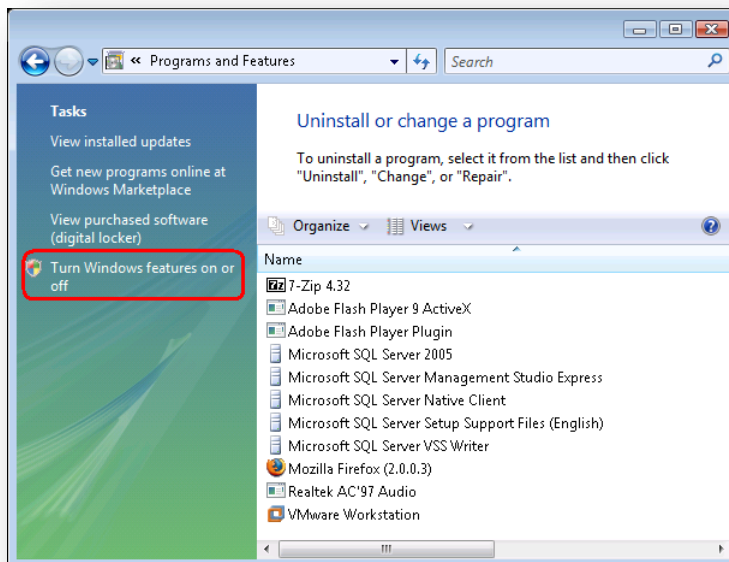 « Programs and Features
Search
Tasks
View installed updates
Get new programs online at
Windows Marketplace
View purchased software
(digital locker)
Turn Windows features on or
off
Uninstall or change a program
To uninstall a program, select it from the list and then click
"Uninstall", "Change", or "Repair".
Organize
Views
Name
7-Zip 4.32
Adobe Flash Player 9 ActiveX
Adobe Flash Player Plugin
Microsoft SQL Server 2005
Microsoft SQL Server Management Studio Express
Microsoft SQL Server Native Client
Microsoft SQL Server Setup Support Files (English)
Microsoft SQL Server VSS Writer
Mozilla Firefox (2.0.0.3)
Realtek AC'97 Audio
VMware Workstation